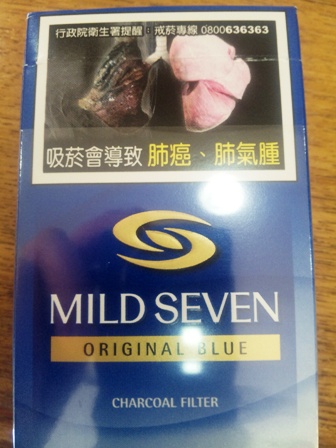 行政院衛生署提醒：戒菸專線 0800636363
吸菸會導致 肺癌、肺氣腫
MILD SEVEN
ORIGINAL BLUE
CHARCOAL FILTER